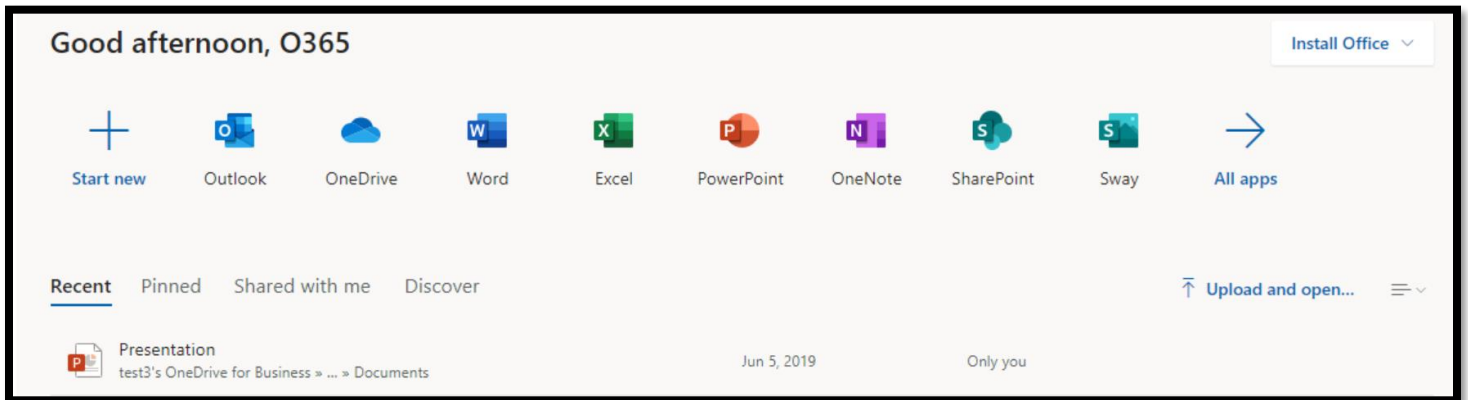 Good afternoon, O365
Install Office
Start new
Outlook
OneDrive
Word
Excel
PowerPoint
OneNote
SharePoint
Sway
All apps
Recent Pinned Shared with me Discover
Upload and open...
Presentation
Jun 5, 2019
Only you
test3's OneDrive for Business » ... » Documents